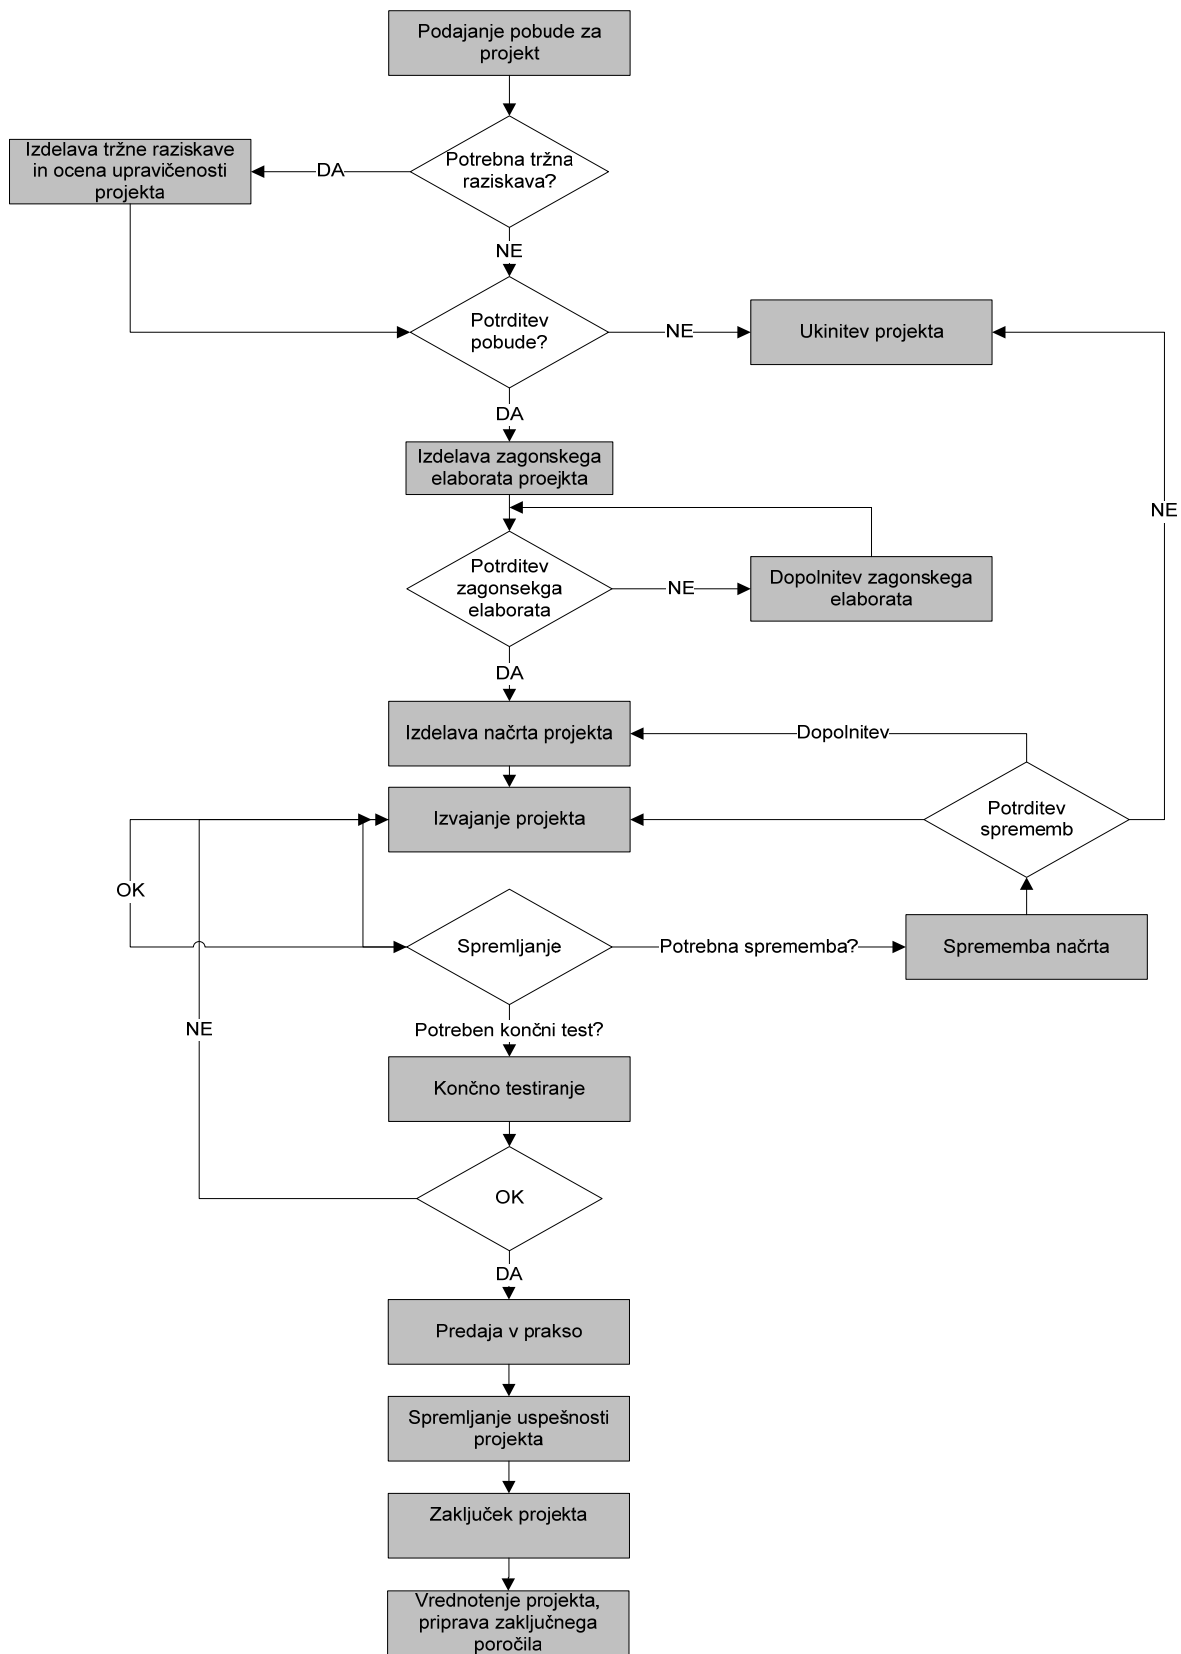 Podajanje pobude za
projekt
Izdelava tržne raziskave
in ocena upravičenosti
projekta
DA
Potrebna tržna
raziskava?
NE
Potrditev
pobude?
NE
Ukinitev projekta
DA
Izdelava zagonskega
elaborata proejkta
NE
Potrditev
zagonsekga
elaborata
NE
Dopolnitev zagonskega
elaborata
DA
Izdelava načrta projekta
Dopolnitev
Izvajanje projekta
Potrditev
sprememb
OK
Spremljanje
Potrebna sprememba?
Sprememba načrta
NE
Potreben končni test?
Končno testiranje
OK
DA
Predaja v prakso
Spremljanje uspešnosti
projekta
Zaključek projekta
Vrednotenje projekta,
priprava zaključnega
poročila